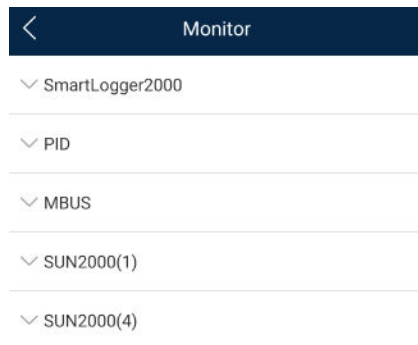 Monitor
SmartLogger2000
PID
MBUS
SUN2000(1)
SUN2000(4)